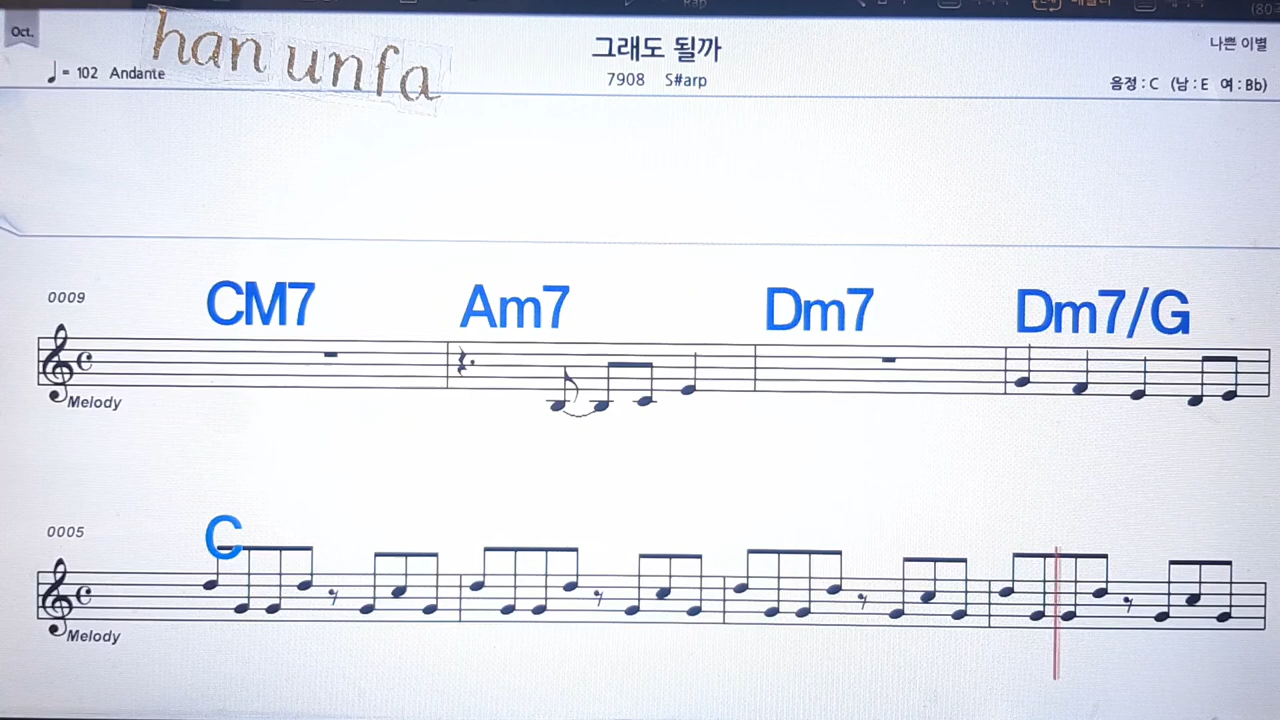 Oct.
han unfa
그래도 될까
나쁜 이별
♩= 102 Andante
7908 S#arp
음정 : C (남 : E 여 : Bb)
0009
CM7 Am7 Dm7 Dm7/G
Melody
0005
C
Melody